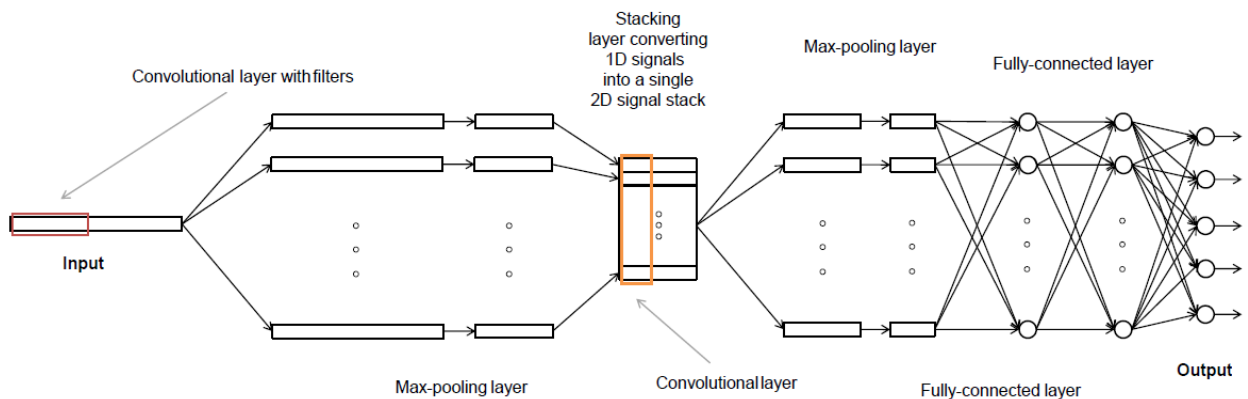 Stacking
layer converting
1D signals
into a single
2D signal stack
Max-pooling layer
Fully-connected layer
Convolutional layer with filters
Input
Max-pooling layer
Convolutional layer
Fully-connected layer
Output